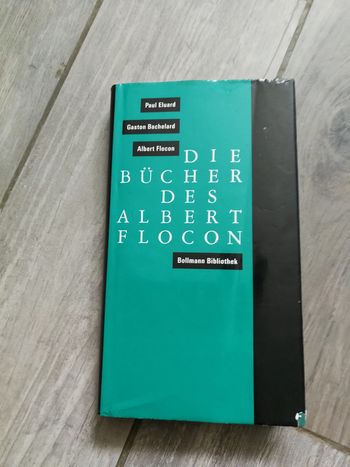 Paul Eluard
Gaston Bachelard
Albert Flocon
DIE
BÜCHER
DES
ALBERT
FLOCON
Bollmann Bibliothek